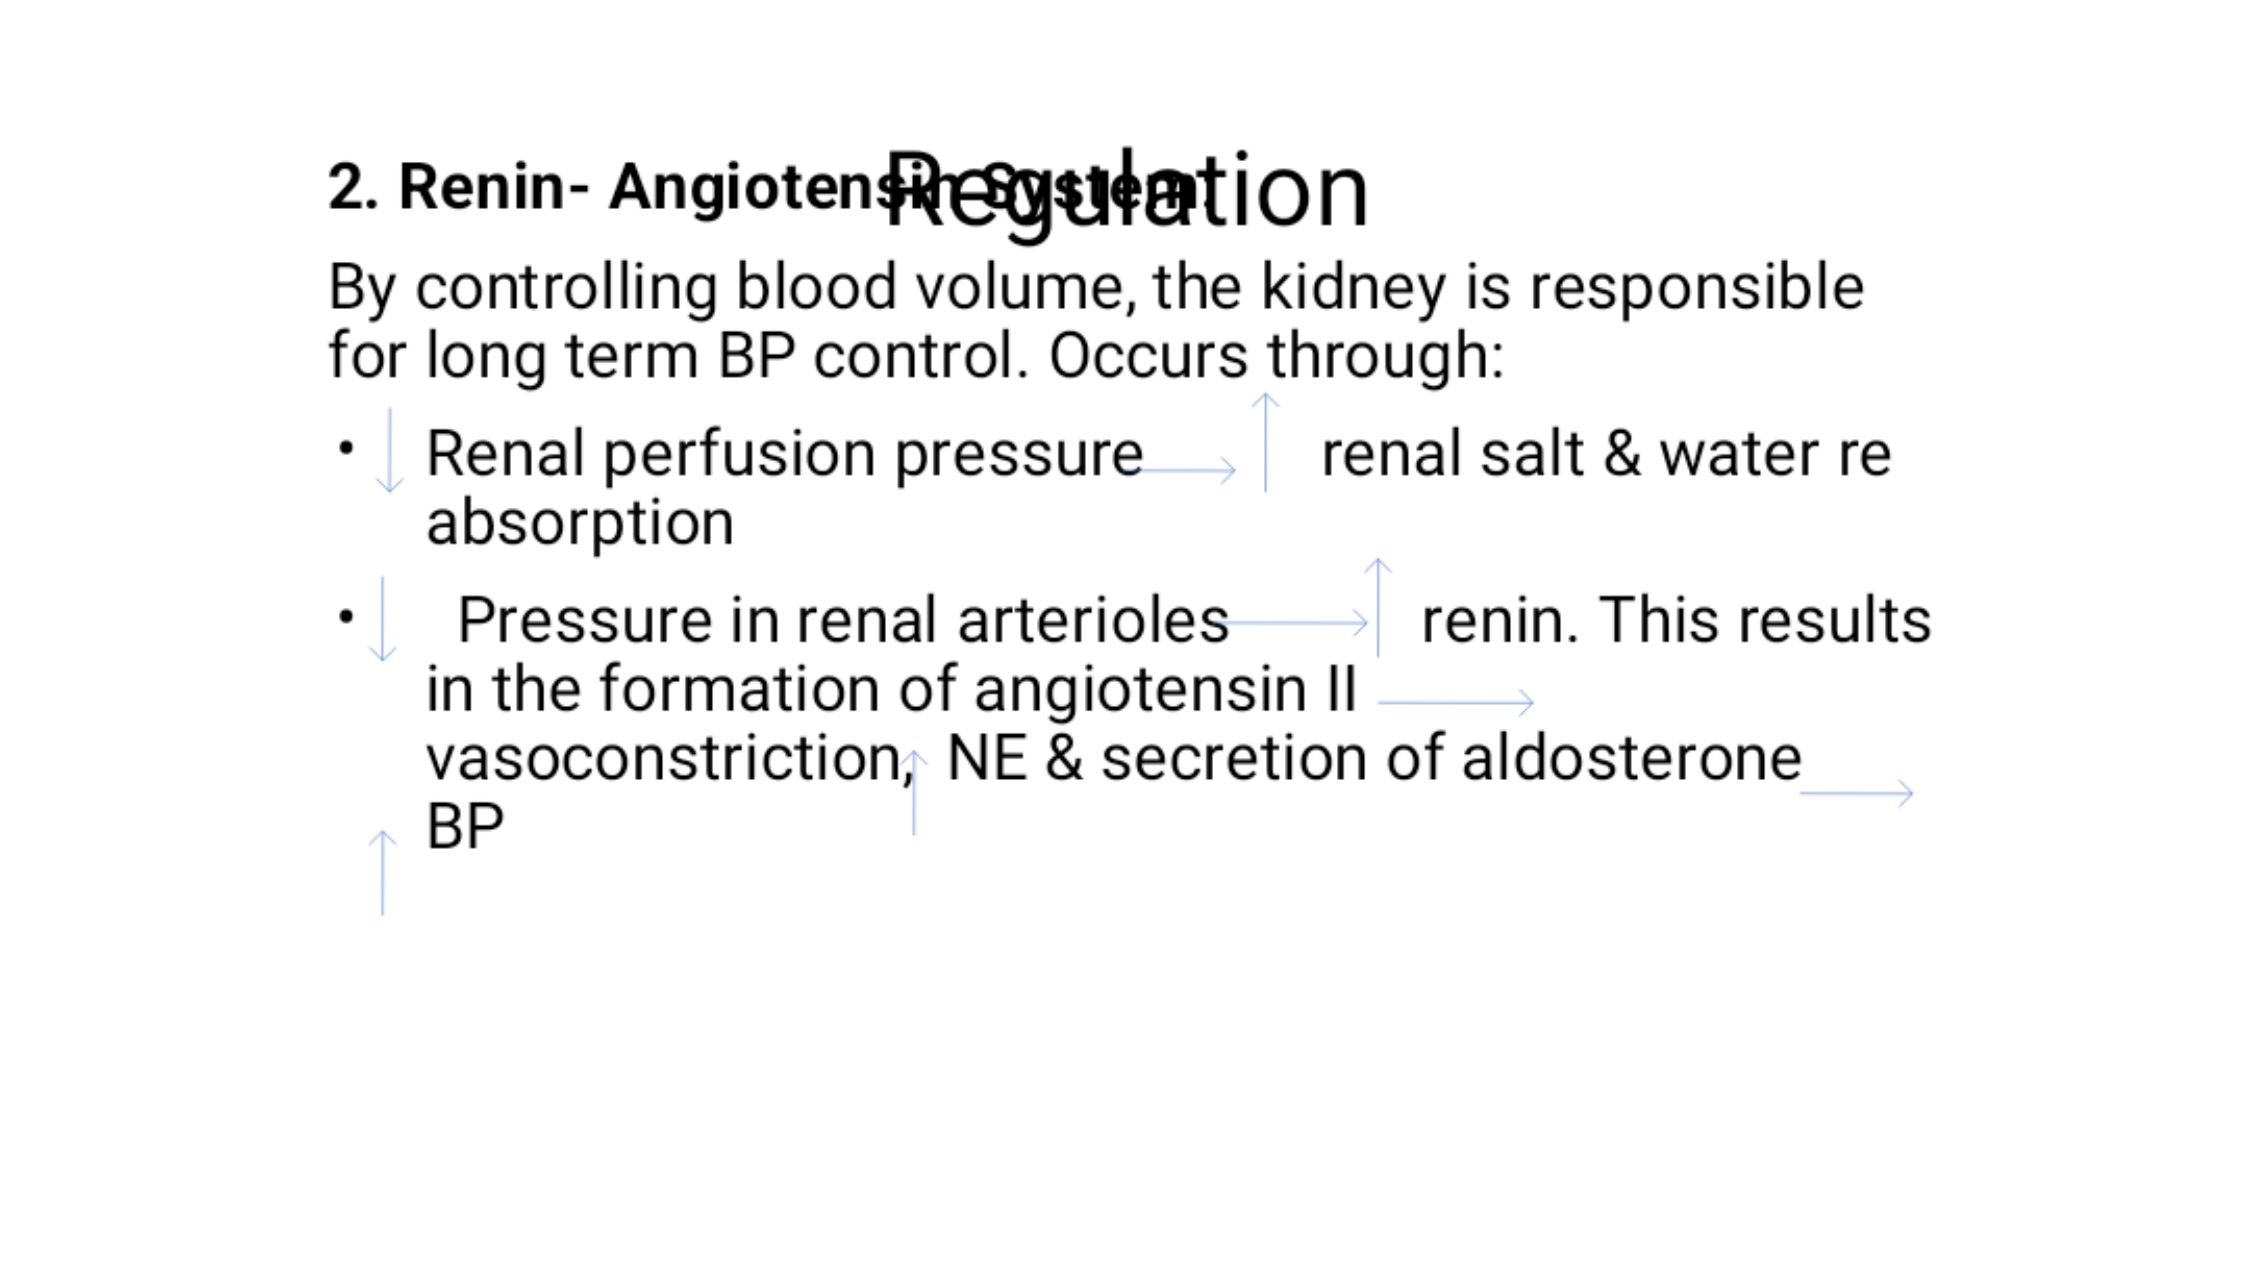 Regulation
2. Renin- Angiotensin System.
By controlling blood volume, the kidney is responsible
for long term BP control. Occurs through:
• ↓ Renal perfusion pressure → ↑ renal salt & water re
absorption
• ↓ Pressure in renal arterioles → ↑ renin. This results
in the formation of angiotensin II →
vasoconstriction, ↑ NE & secretion of aldosterone →
↑ BP